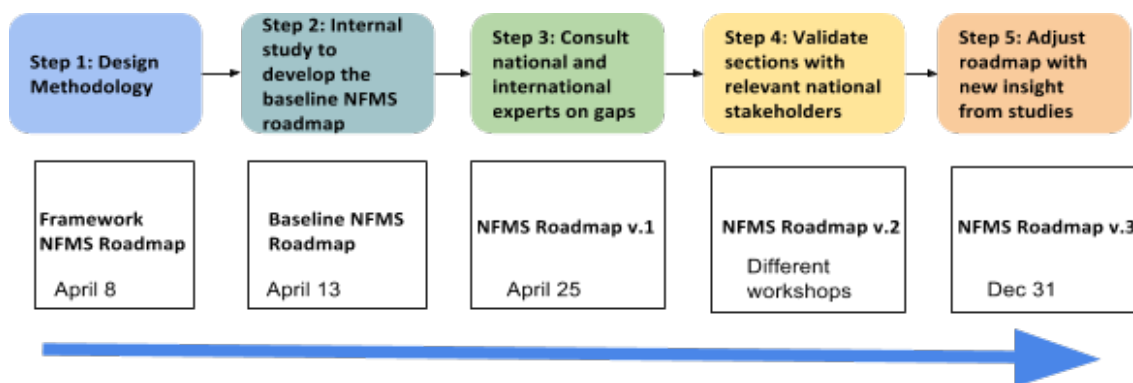 Step 1: Design
Methodology
Step 2: Internal
study to
develop the
baseline NFMS
roadmap
Step 3: Consult
national and
international
experts on gaps
Step 4: Validate
sections with
relevant national
stakeholders
Step 5: Adjust
roadmap with
new insight
from studies
Framework
NFMS Roadmap
April 8
Baseline NFMS
Roadmap
April 13
NFMS Roadmap v.1
April 25
NFMS Roadmap v.2
Different
workshops
NFMS Roadmap v.3
Dec 31